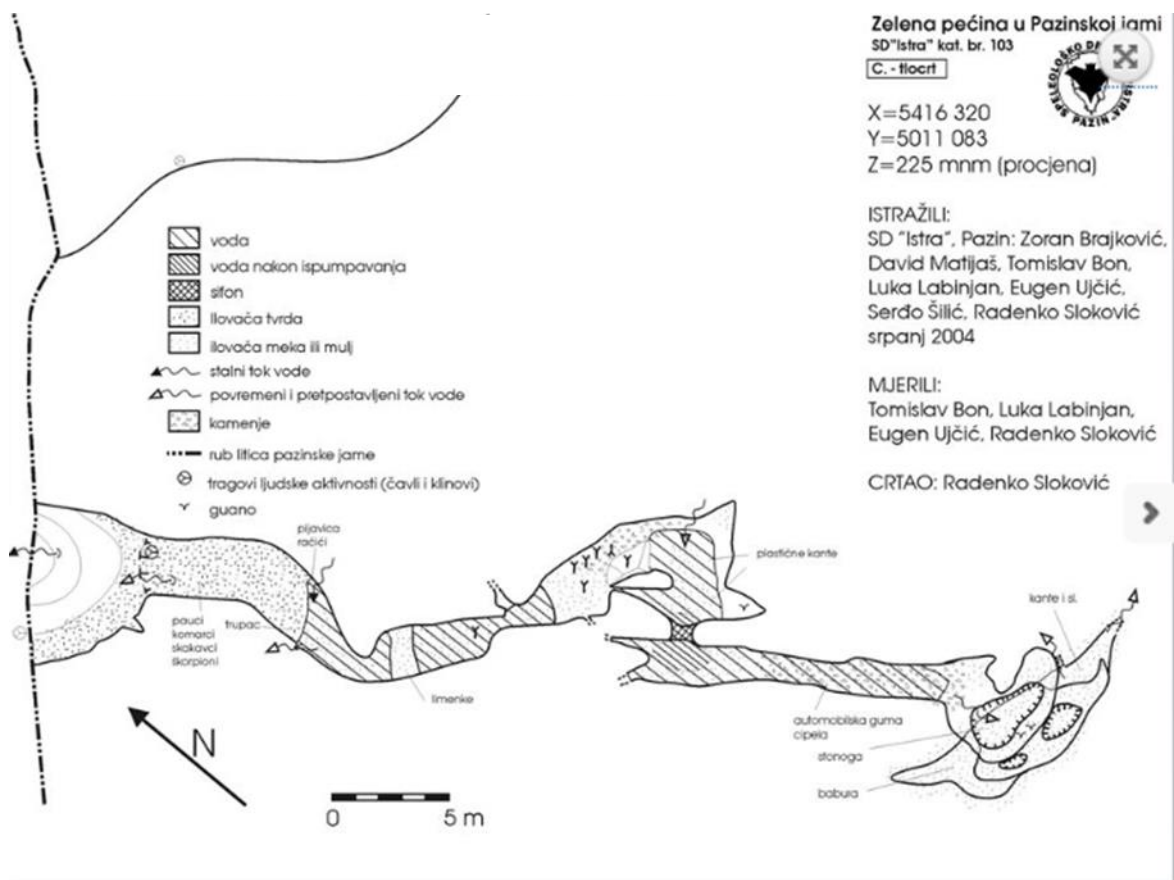 Zelena pećina u Pazinskoj jami
SD"Istra" kat. br. 103
C. - tlocrt
X=5416 320
Y=5011 083
Z=225 mnm (procjena)
ISTRAŽILI:
SD "Istra", Pazin: Zoran Brajković,
David Matijaš, Tomislav Bon,
Luka Labinjan, Eugen Ujčić,
Serđo Šilić, Radenko Sloković
srpanj 2004
MJERILI:
Tomislav Bon, Luka Labinjan,
Eugen Ujčić, Radenko Sloković
CRTAO: Radenko Sloković
voda
voda nakon ispumpavanja
sifon
Ilovača tvrda
ilovača meka ili mulj
stalni tok vode
povremeni i pretpostavljeni tok vode
kamenje
rub litica pazinske jame
tragovi ljudske aktivnosti (čavli i klinovi)
guano
pijavica
račići
plastične kante
kante i sl.
pauci
komarci
skakavci
škorpioni
trupac
limenke
automobilska guma
cipela
stonoga
babura
N
0 5 m